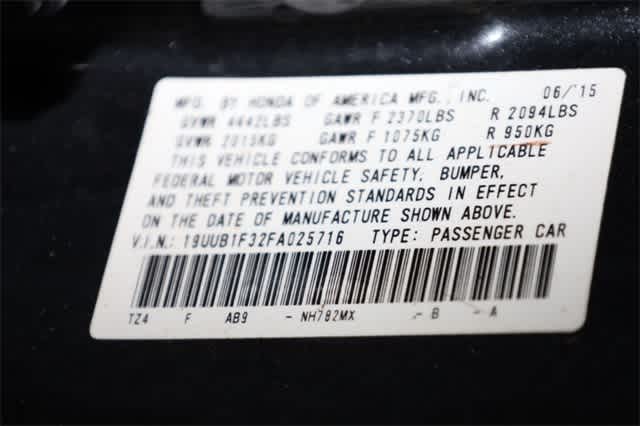 MFG. BY HONDA OF AMERICA MFG., INC. 06/15
GVWR 4442LBS GAWR F 2370LBS R 2094LBS
GVWR 2015KG GAWR F 1075KG R 950KG
THIS VEHICLE CONFORMS TO ALL APPLICABLE
FEDERAL MOTOR VEHICLE SAFETY, BUMPER,
AND THEFT PREVENTION STANDARDS IN EFFECT
ON THE DATE OF MANUFACTURE SHOWN ABOVE.
V.I.N.: 19UUB1F32FA025716 TYPE: PASSENGER CAR
TZ4 F AB9 - NH782MX - B - A